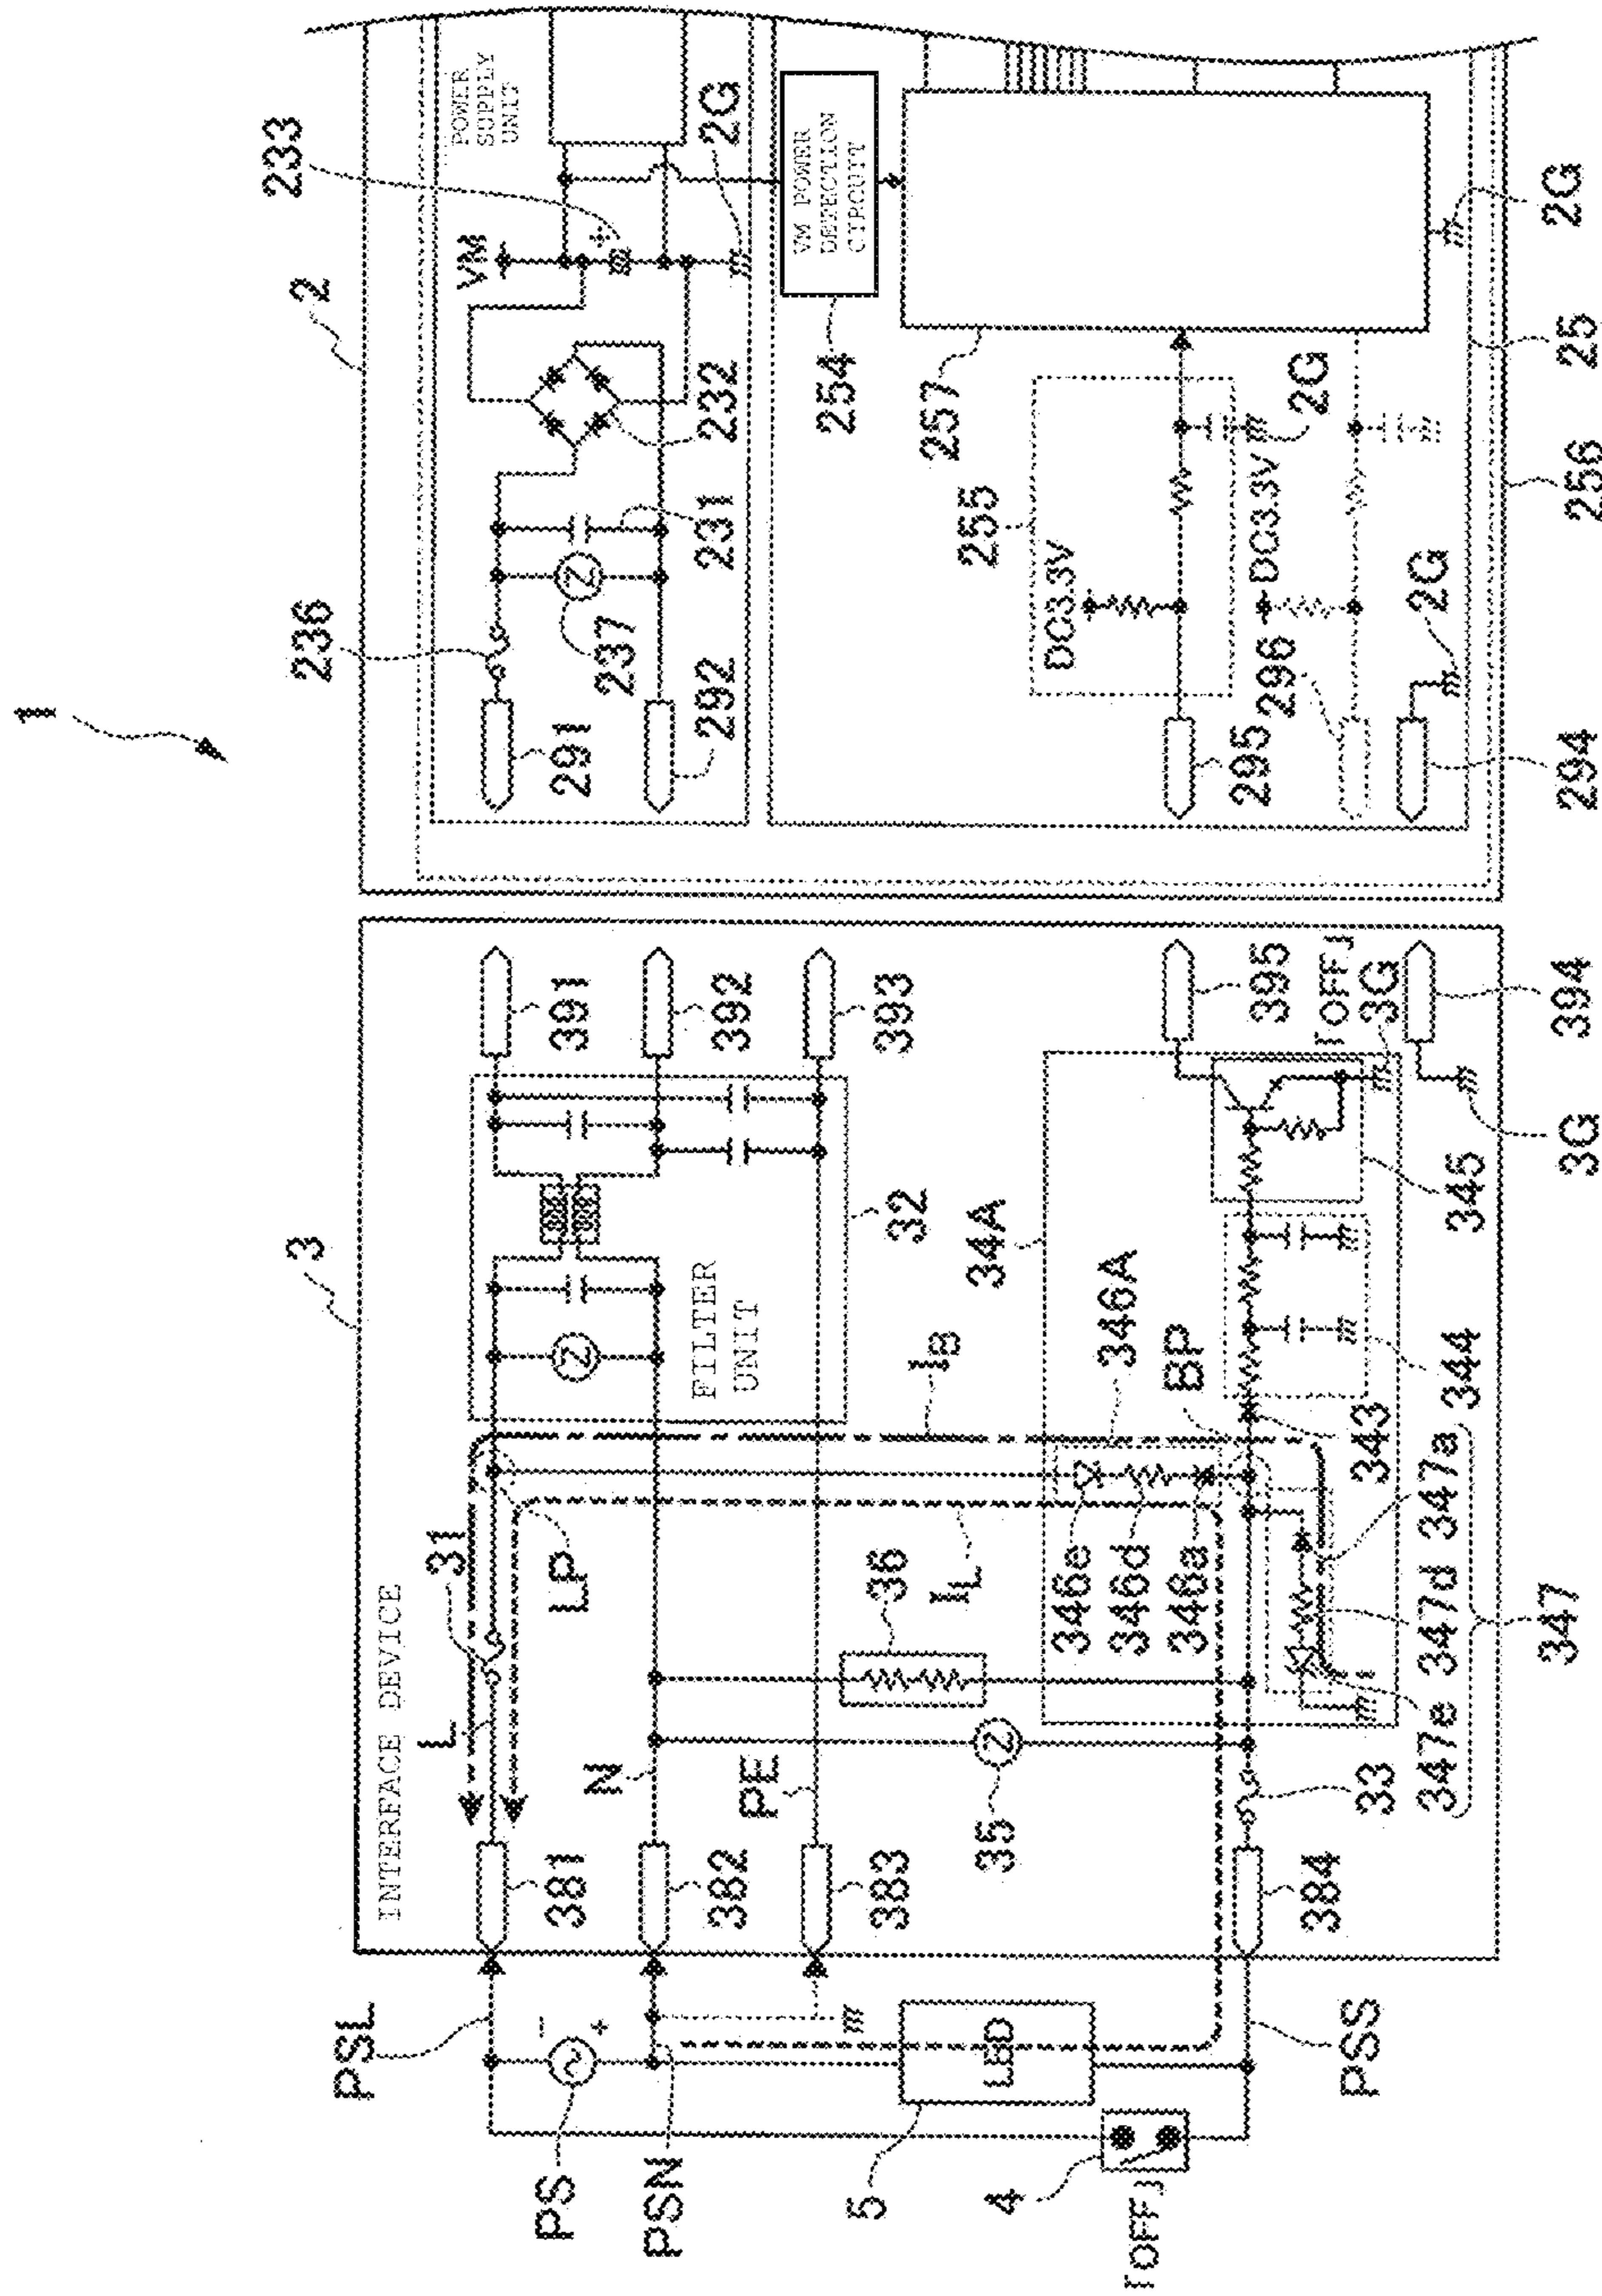 1
2
3
INTERFACE DEVICE
PSL
PS
−
+
PSN
5
LED
4
「OFF」
PSS
381
382
383
384
L
31
LP
N
PE
35
36
IL
IB
33
FILTER
UNIT
32
34A
346A
BP
346e
346d
346a
343
344
345
347e
347d
347a
347
391
392
393
395
「OFF」
3G
394
3G
236
291
237
292
231
232
233
VM
+
2G
POWER
SUPPLY
UNIT
VM POWER
DETECTION
CIRCUIT
254
257
255
DC3.3V
2G
DC3.3V
295
296
294
2G
2G
25
256